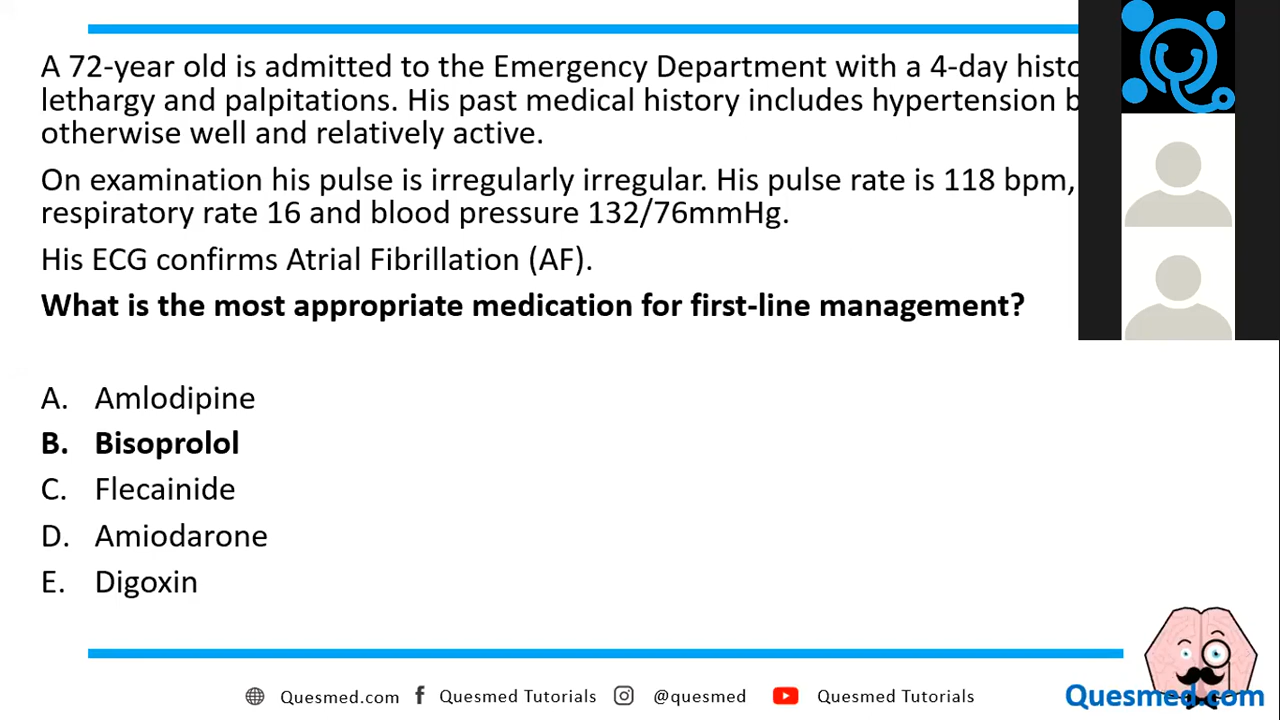 A 72-year old is admitted to the Emergency Department with a 4-day
lethargy and palpitations. His past medical history includes hypertension
otherwise well and relatively active.
On examination his pulse is irregularly irregular. His pulse rate is 118 bpm,
respiratory rate 16 and blood pressure 132/76mmHg.
His ECG confirms Atrial Fibrillation (AF).
What is the most appropriate medication for first-line management?
A. Amlodipine
B. Bisoprolol
C. Flecainide
D. Amiodarone
E. Digoxin
Quesmed.com Quesmed Tutorials @quesmed Quesmed Tutorials
Quesmed.com